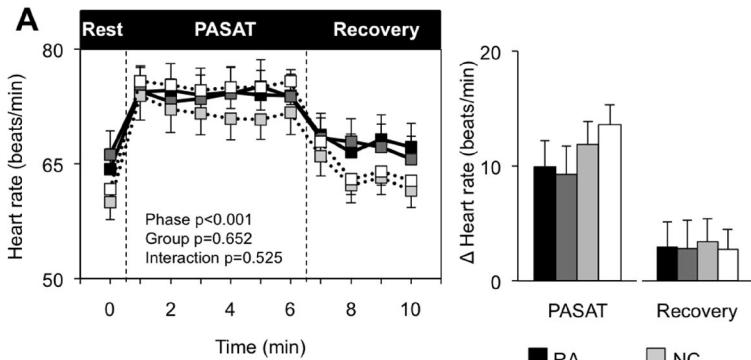 A
Rest PASAT Recovery
80
65
50
Heart rate (beats/min)
Phase p<0.001
Group p=0.652
Interaction p=0.525
0 2 4 6 8 10
Time (min)
20
10
0
Δ Heart rate (beats/min)
PASAT Recovery
NC